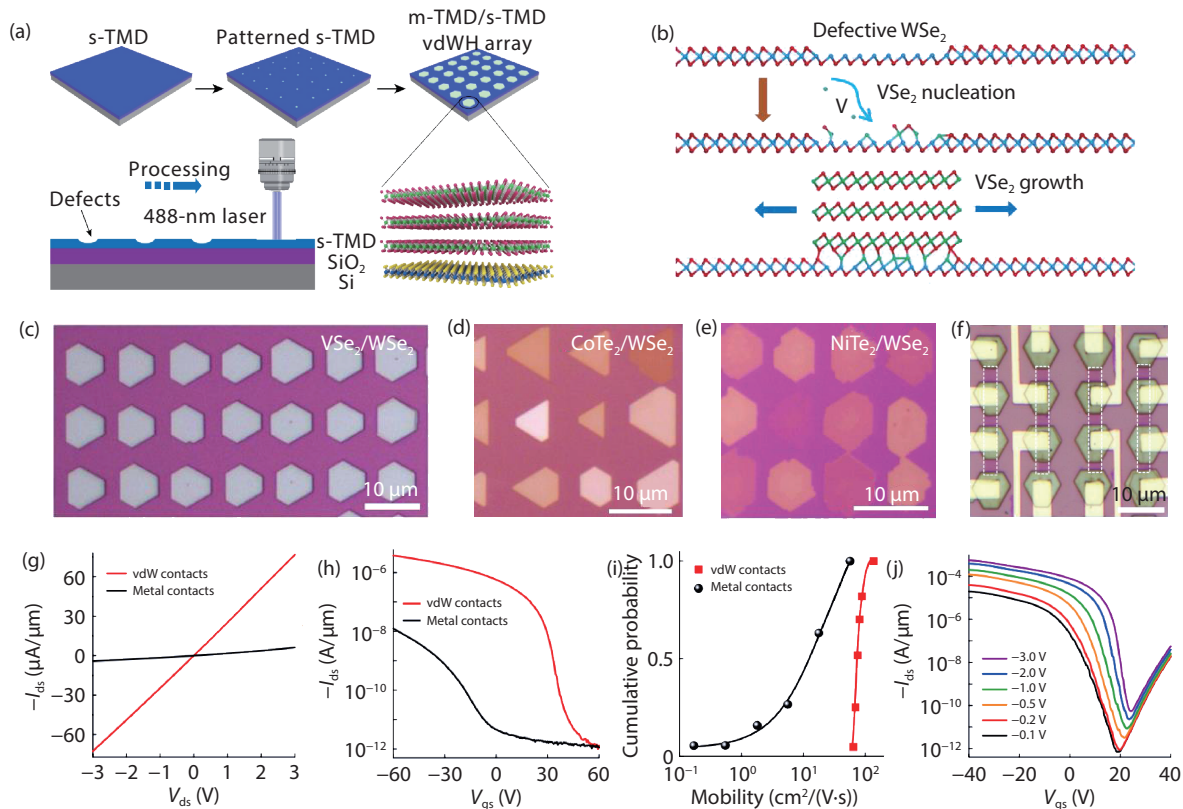 (a)
s-TMD
Patterned s-TMD
m-TMD/s-TMD
vdWH array
Processing
Defects
488-nm laser
s-TMD
SiO₂
Si
(b)
Defective WSe₂
V
VSe₂ nucleation
VSe₂ growth
(c)
VSe₂/WSe₂
10 μm
(d)
CoTe₂/WSe₂
10 μm
(e)
NiTe₂/WSe₂
10 μm
(f)
10 μm
(g)
vdW contacts
Metal contacts
60
30
0
−30
−60
−I_ds (μA/μm)
−3 −2 −1 0 1 2 3
V_ds (V)
(h)
vdW contacts
Metal contacts
10⁻⁶
10⁻⁸
10⁻¹⁰
10⁻¹²
−I_ds (A/μm)
−60 −30 0 30 60
V_gs (V)
(i)
vdW contacts
Metal contacts
1.0
0.5
0
Cumulative probability
10⁻¹ 10⁰ 10¹ 10²
Mobility (cm²/(V·s))
(j)
10⁻⁴
10⁻⁶
10⁻⁸
10⁻¹⁰
10⁻¹²
−I_ds (A/μm)
−3.0 V
−2.0 V
−1.0 V
−0.5 V
−0.2 V
−0.1 V
−40 −20 0 20 40
V_gs (V)